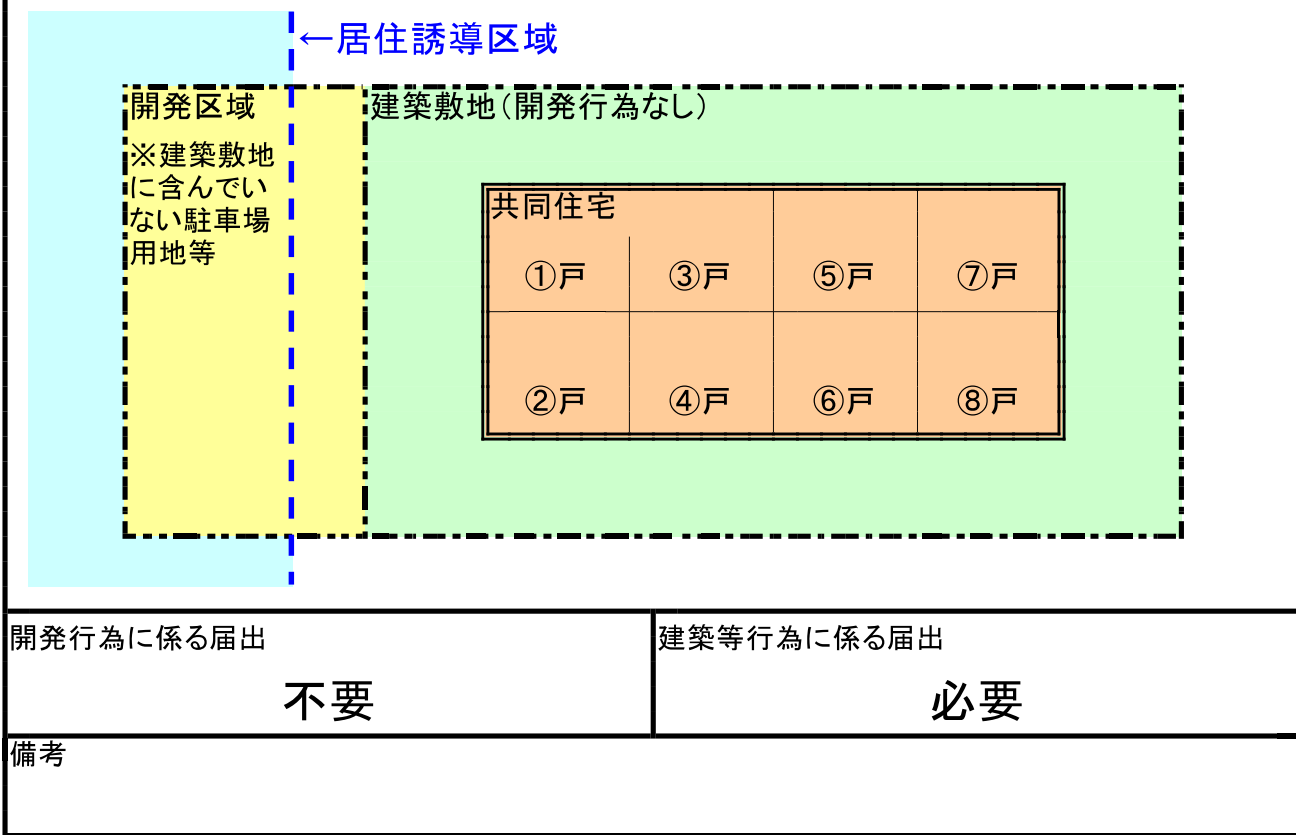 ←居住誘導区域
開発区域
※建築敷地
に含んでい
ない駐車場
用地等
建築敷地（開発行為なし）
共同住宅
①戸 ③戸 ⑤戸 ⑦戸
②戸 ④戸 ⑥戸 ⑧戸
開発行為に係る届出
不要
建築等行為に係る届出
必要
備考